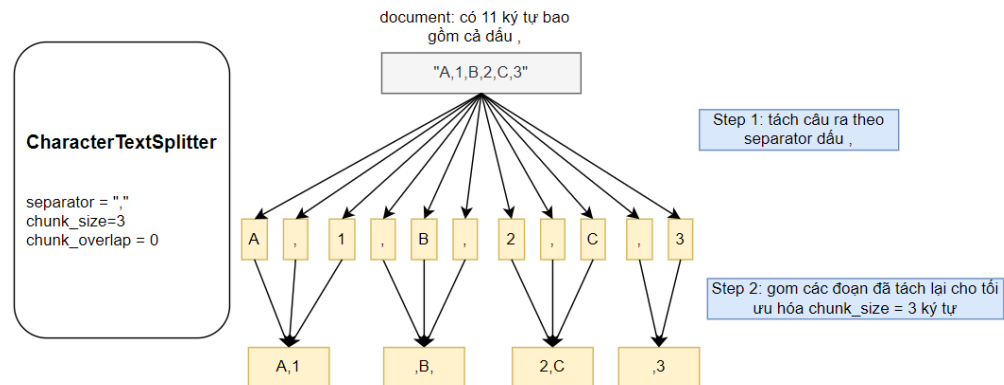 document: có 11 ký tự bao
gồm cả dấu ,
"A,1,B,2,C,3"
CharacterTextSplitter
separator = ","
chunk_size=3
chunk_overlap = 0
Step 1: tách câu ra theo
separator dấu ,
A , 1 , B , 2 , C , 3
Step 2: gom các đoạn đã tách lại cho tối
ưu hóa chunk_size = 3 ký tự
A,1 ,B, 2,C ,3